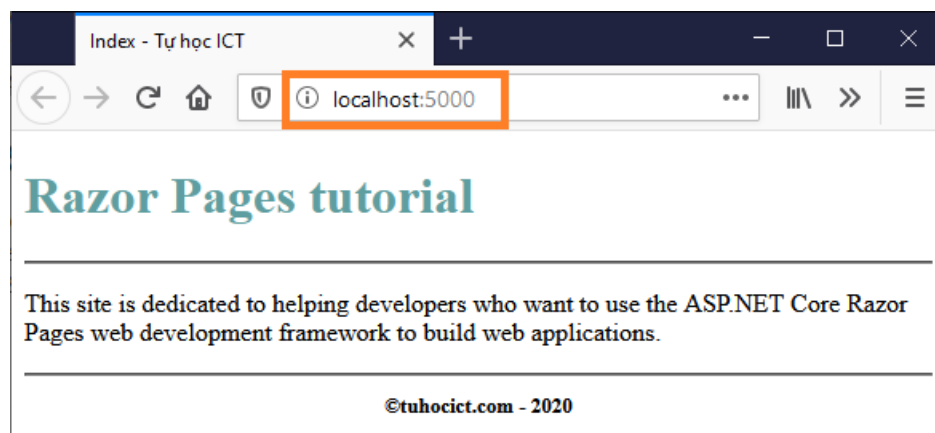 Index - Tự học ICT
localhost:5000
Razor Pages tutorial
This site is dedicated to helping developers who want to use the ASP.NET Core Razor
Pages web development framework to build web applications.
©tuhocict.com - 2020